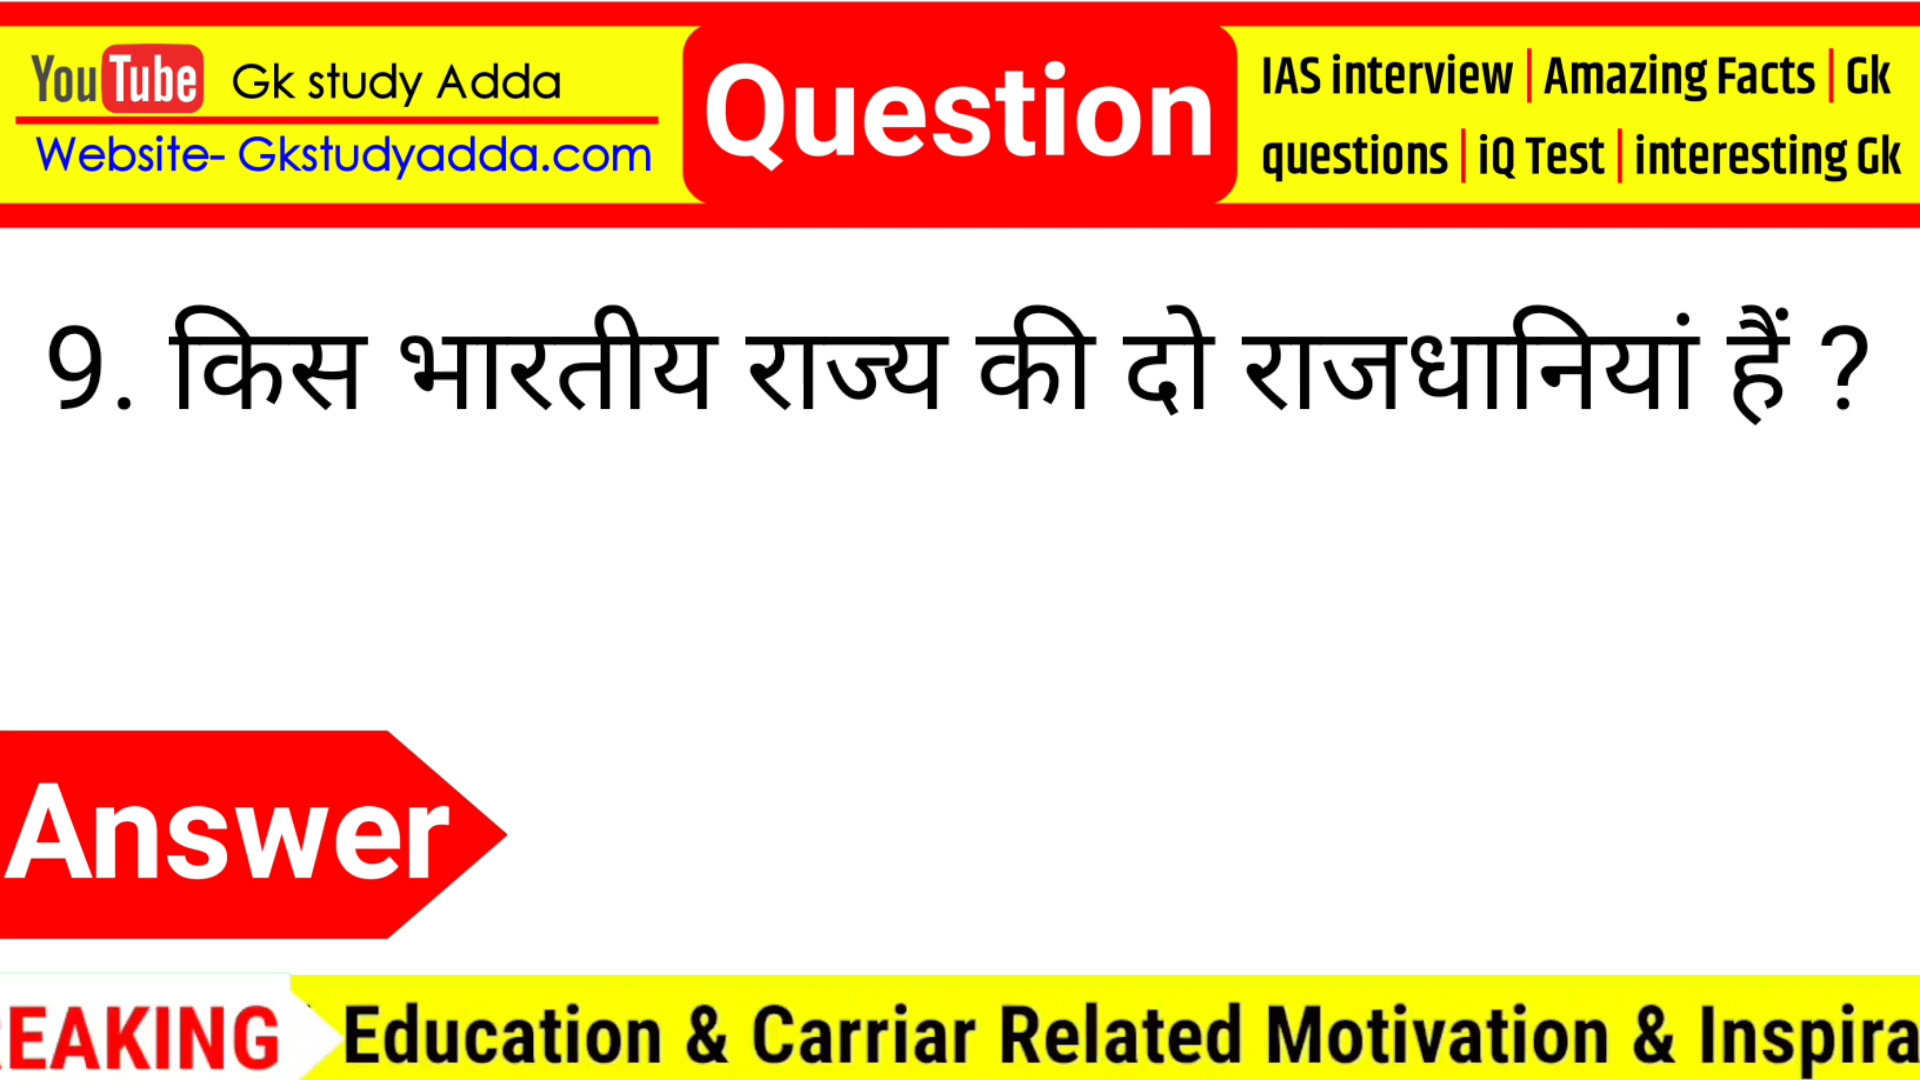 YouTube Gk study Adda
Website- Gkstudyadda.com
Question
IAS interview | Amazing Facts | Gk
questions | iQ Test | interesting Gk
9. किस भारतीय राज्य की दो राजधानियां हैं ?
Answer
REAKING Education & Carriar Related Motivation & Inspira